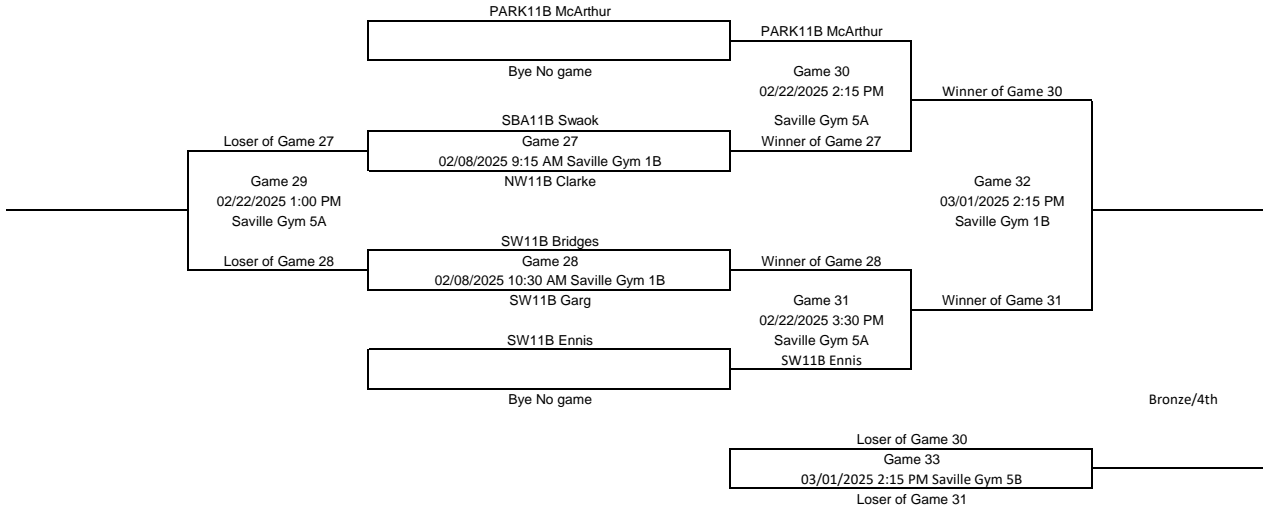 PARK11B McArthur
PARK11B McArthur
Bye No game
Game 30
02/22/2025 2:15 PM
Winner of Game 30
SBA11B Swaok
Saville Gym 5A
Loser of Game 27
Game 27
Winner of Game 27
02/08/2025 9:15 AM Saville Gym 1B
NW11B Clarke
Game 29
02/22/2025 1:00 PM
Saville Gym 5A
Game 32
03/01/2025 2:15 PM
Saville Gym 1B
SW11B Bridges
Loser of Game 28
Game 28
Winner of Game 28
02/08/2025 10:30 AM Saville Gym 1B
SW11B Garg
Game 31
Winner of Game 31
02/22/2025 3:30 PM
Saville Gym 5A
SW11B Ennis
SW11B Ennis
Bye No game
Bronze/4th
Loser of Game 30
Game 33
03/01/2025 2:15 PM Saville Gym 5B
Loser of Game 31